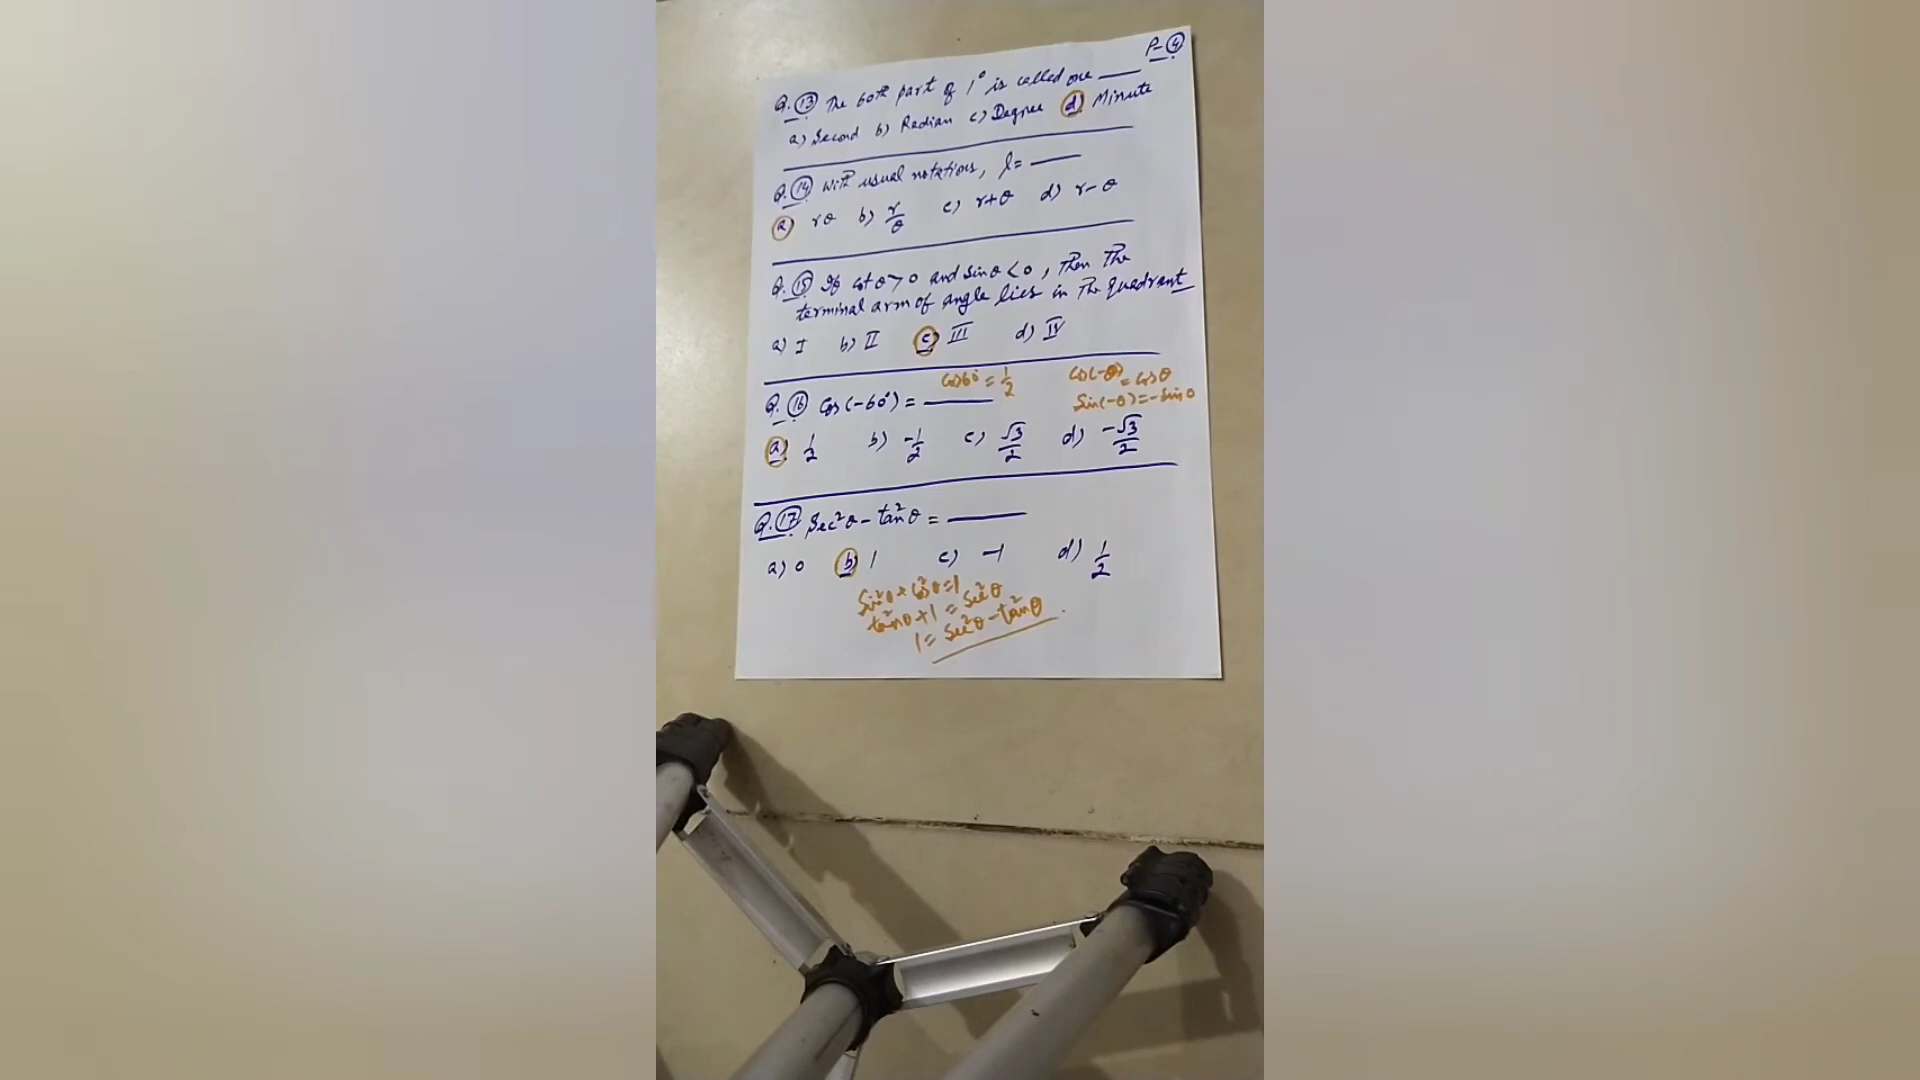 P-④
Q.⑬ The 60th part of 1° is called one ____
a) Second b) Radian c) Degree d) Minute
Q.⑭ With usual notations, l = ____
a) rθ b) r/θ c) r+θ d) r-θ
Q.⑮ If cot θ > 0 and sin θ < 0, Then The
terminal arm of angle lies in The quadrant __
a) I b) II c) III d) IV
cos60° = 1/2
cos(-θ) = cosθ
sin(-θ) = -sinθ
Q.⑯ Cos(-60°) = ____
a) 1/2 b) -1/2 c) √3/2 d) -√3/2
Q.⑰ Sec²θ - tan²θ = ____
a) 0 b) 1 c) -1 d) 1/2
Sin²θ + Cos²θ = 1
tan²θ + 1 = Sec²θ
1 = Sec²θ - tan²θ